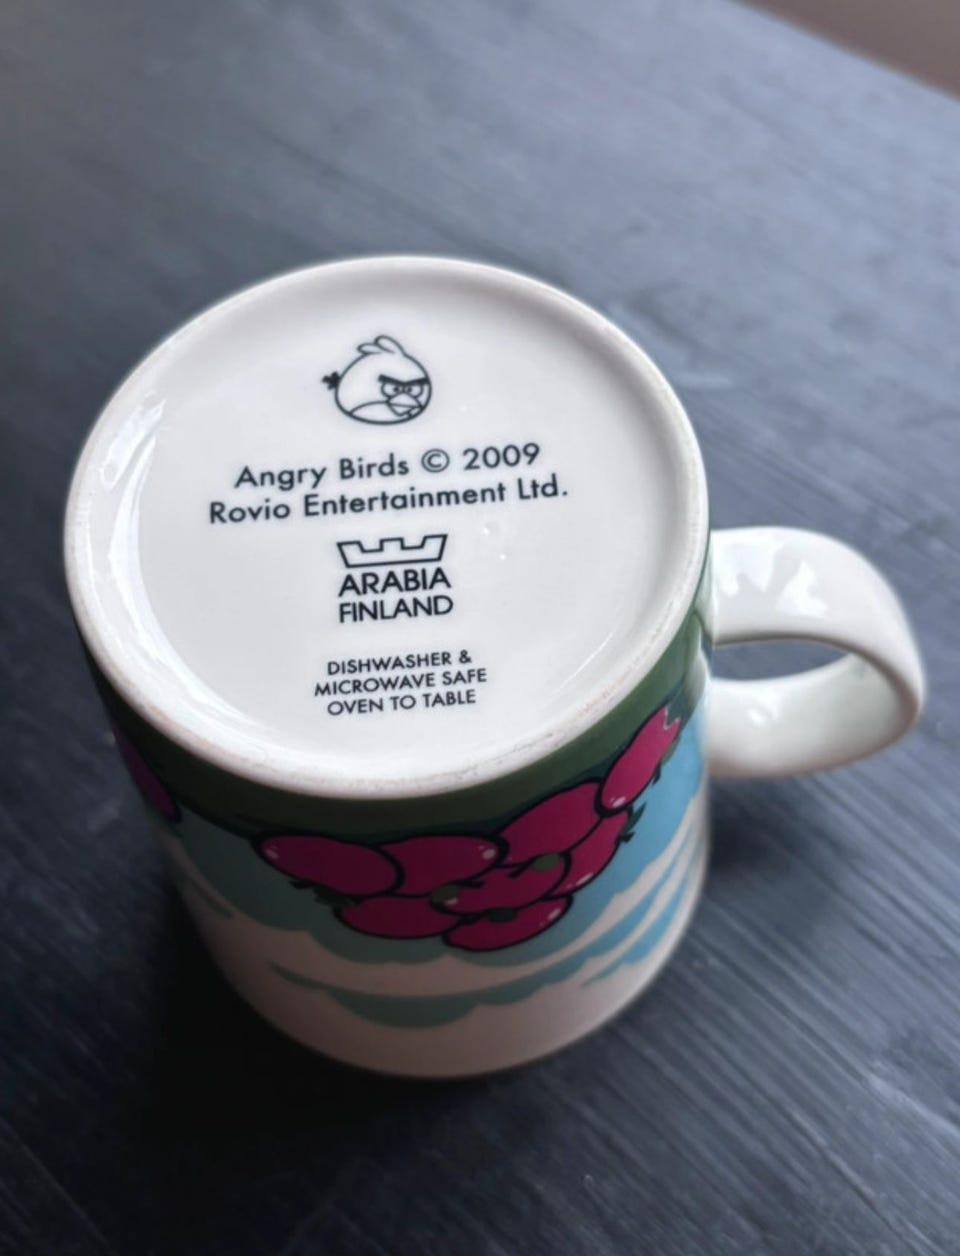 Angry Birds © 2009
Rovio Entertainment Ltd.
ARABIA
FINLAND
DISHWASHER &
MICROWAVE SAFE
OVEN TO TABLE